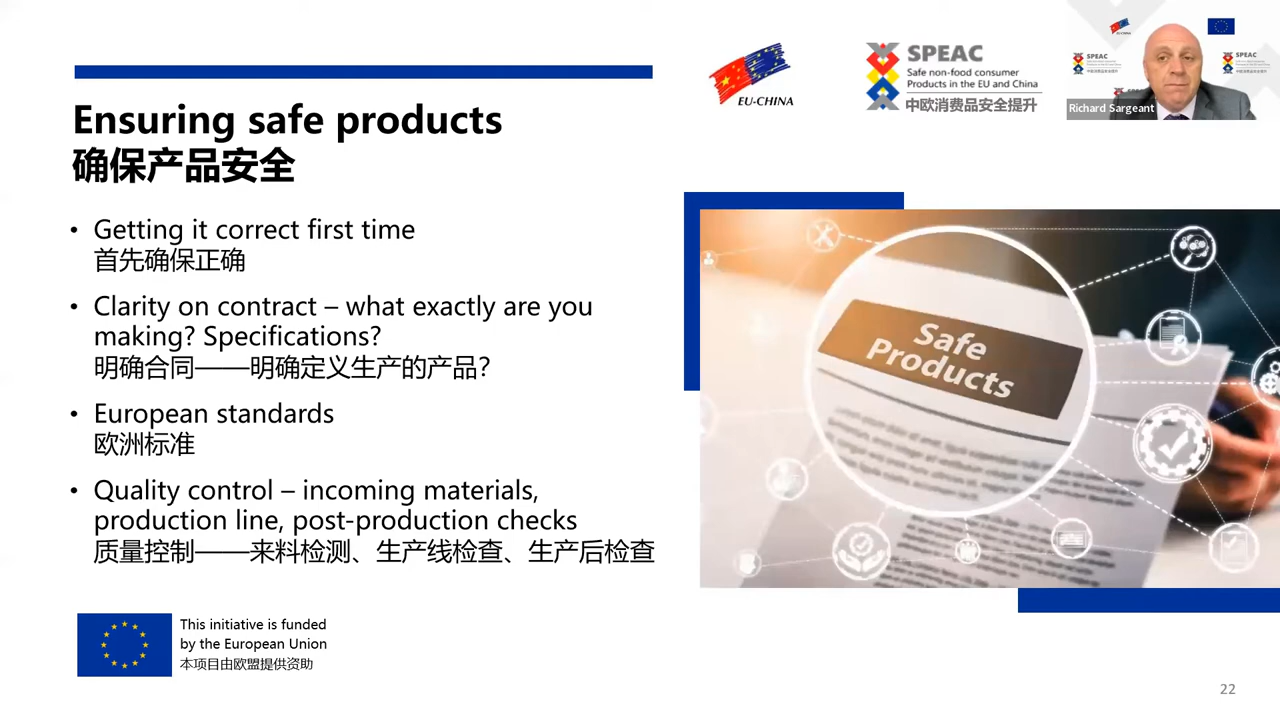 Ensuring safe products
确保产品安全
• Getting it correct first time
首先确保正确
• Clarity on contract – what exactly are you
making? Specifications?
明确合同——明确定义生产的产品?
• European standards
欧洲标准
• Quality control – incoming materials,
production line, post-production checks
质量控制——来料检测、生产线检查、生产后检查
This initiative is funded
by the European Union
本项目由欧盟提供资助
EU-CHINA
SPEAC
Safe non-food consumer
Products in the EU and China
中欧消费品安全提升
SPEAC
SPEAC
Richard Sargeant
Safe
Products
22